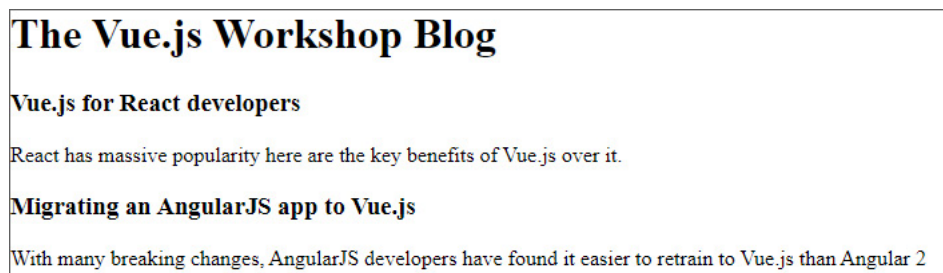 The Vue.js Workshop Blog
Vue.js for React developers
React has massive popularity here are the key benefits of Vue.js over it.
Migrating an AngularJS app to Vue.js
With many breaking changes, AngularJS developers have found it easier to retrain to Vue.js than Angular 2